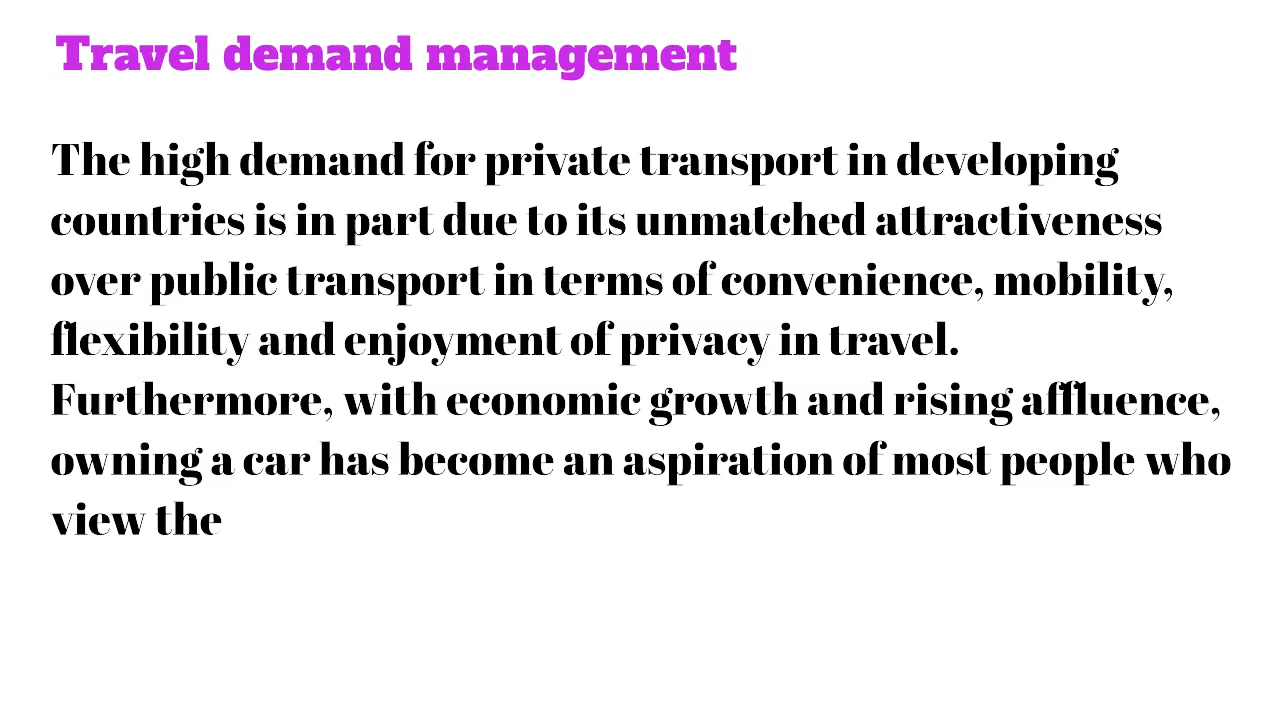 Travel demand management
The high demand for private transport in developing
countries is in part due to its unmatched attractiveness
over public transport in terms of convenience, mobility,
flexibility and enjoyment of privacy in travel.
Furthermore, with economic growth and rising affluence,
owning a car has become an aspiration of most people who
view the